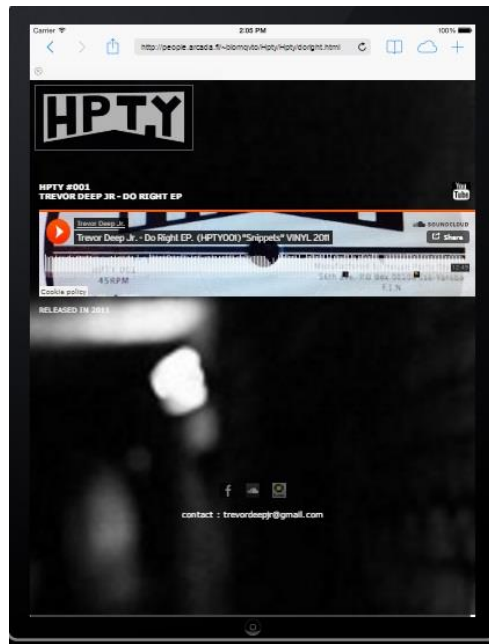 Carrier
2:05 PM
100%
http://people.arcada.fi/~blomqvto/Hpty/Hpty/doright.html
HPTY
HPTY #001
TREVOR DEEP JR - DO RIGHT EP
You
Tube
Trevor Deep Jr.
SOUNDCLOUD
Trevor Deep Jr. - Do Right EP. (HPTY001) "Snippets" VINYL 2011
Share
45RPM
F.I.N
Cookie policy
RELEASED IN 2011
contact : trevordeepjr@gmail.com